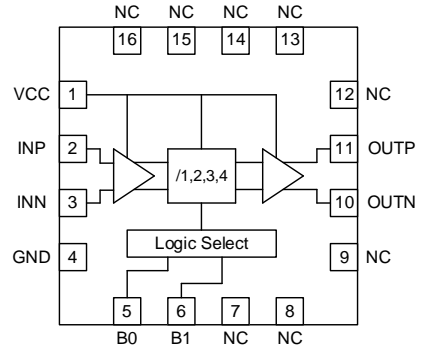 NC NC NC NC
16 15 14 13
VCC 1 12 NC
INP 2 11 OUTP
/1,2,3,4
INN 3 10 OUTN
Logic Select
GND 4 9 NC
5 6 7 8
B0 B1 NC NC